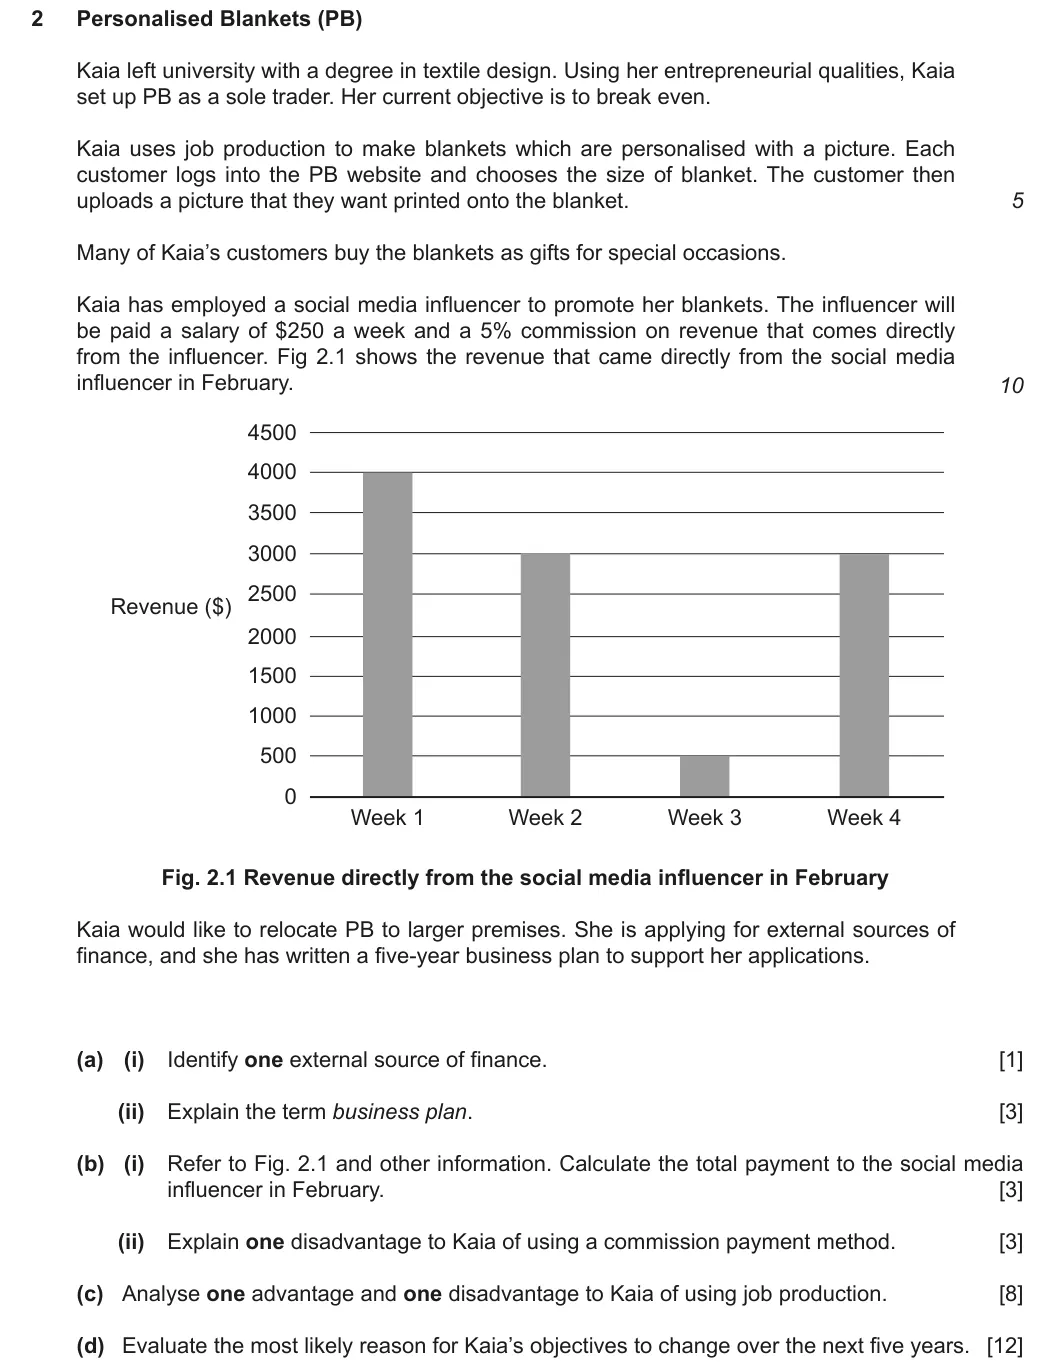 2 Personalised Blankets (PB)
Kaia left university with a degree in textile design. Using her entrepreneurial qualities, Kaia
set up PB as a sole trader. Her current objective is to break even.
Kaia uses job production to make blankets which are personalised with a picture. Each
customer logs into the PB website and chooses the size of blanket. The customer then
uploads a picture that they want printed onto the blanket. 5
Many of Kaia’s customers buy the blankets as gifts for special occasions.
Kaia has employed a social media influencer to promote her blankets. The influencer will
be paid a salary of $250 a week and a 5% commission on revenue that comes directly
from the influencer. Fig 2.1 shows the revenue that came directly from the social media
influencer in February. 10
4500
4000
3500
3000
2500
Revenue ($)
2000
1500
1000
500
0
Week 1 Week 2 Week 3 Week 4
Fig. 2.1 Revenue directly from the social media influencer in February
Kaia would like to relocate PB to larger premises. She is applying for external sources of
finance, and she has written a five-year business plan to support her applications.
(a) (i) Identify one external source of finance. [1]
(ii) Explain the term business plan. [3]
(b) (i) Refer to Fig. 2.1 and other information. Calculate the total payment to the social media
influencer in February. [3]
(ii) Explain one disadvantage to Kaia of using a commission payment method. [3]
(c) Analyse one advantage and one disadvantage to Kaia of using job production. [8]
(d) Evaluate the most likely reason for Kaia’s objectives to change over the next five years. [12]